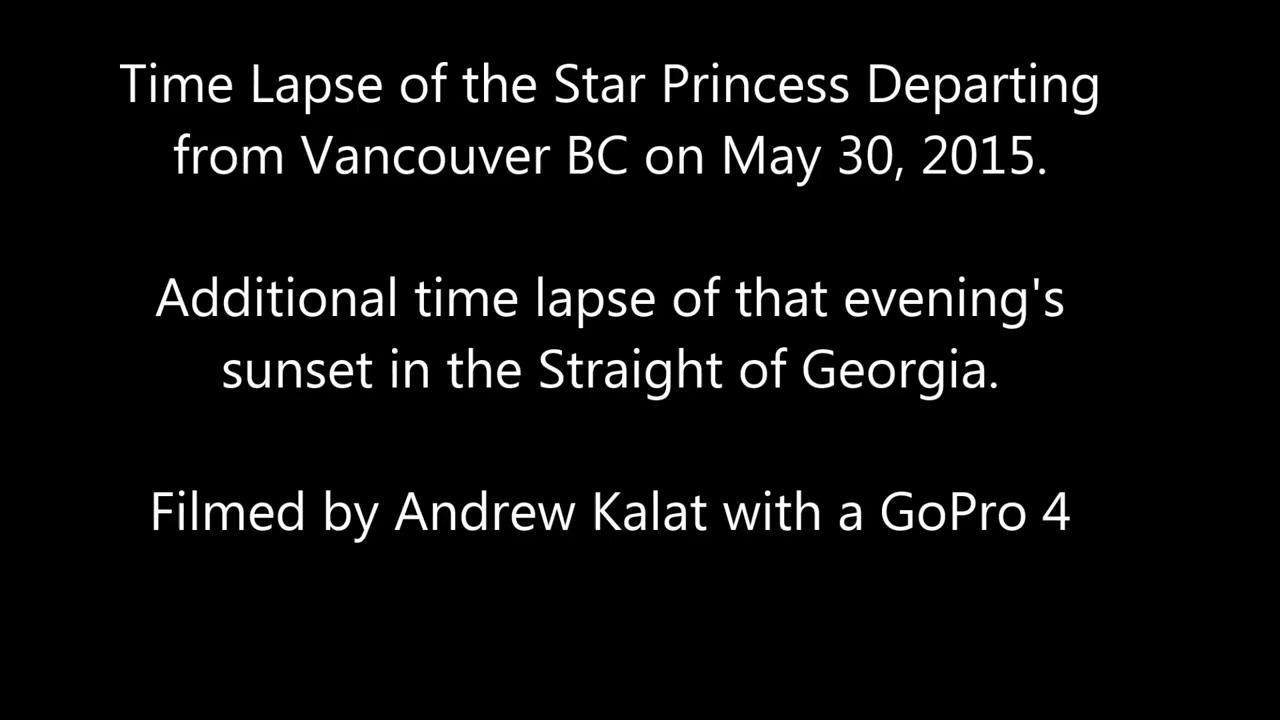 Time Lapse of the Star Princess Departing
from Vancouver BC on May 30, 2015.
Additional time lapse of that evening's
sunset in the Straight of Georgia.
Filmed by Andrew Kalat with a GoPro 4